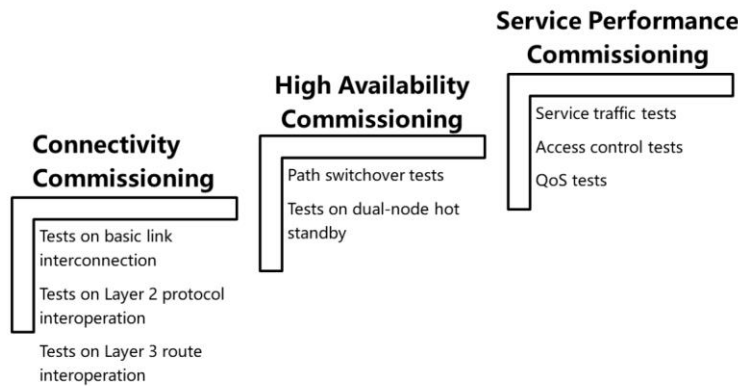 Connectivity
Commissioning
Tests on basic link
interconnection
Tests on Layer 2 protocol
interoperation
Tests on Layer 3 route
interoperation
High Availability
Commissioning
Path switchover tests
Tests on dual-node hot
standby
Service Performance
Commissioning
Service traffic tests
Access control tests
QoS tests